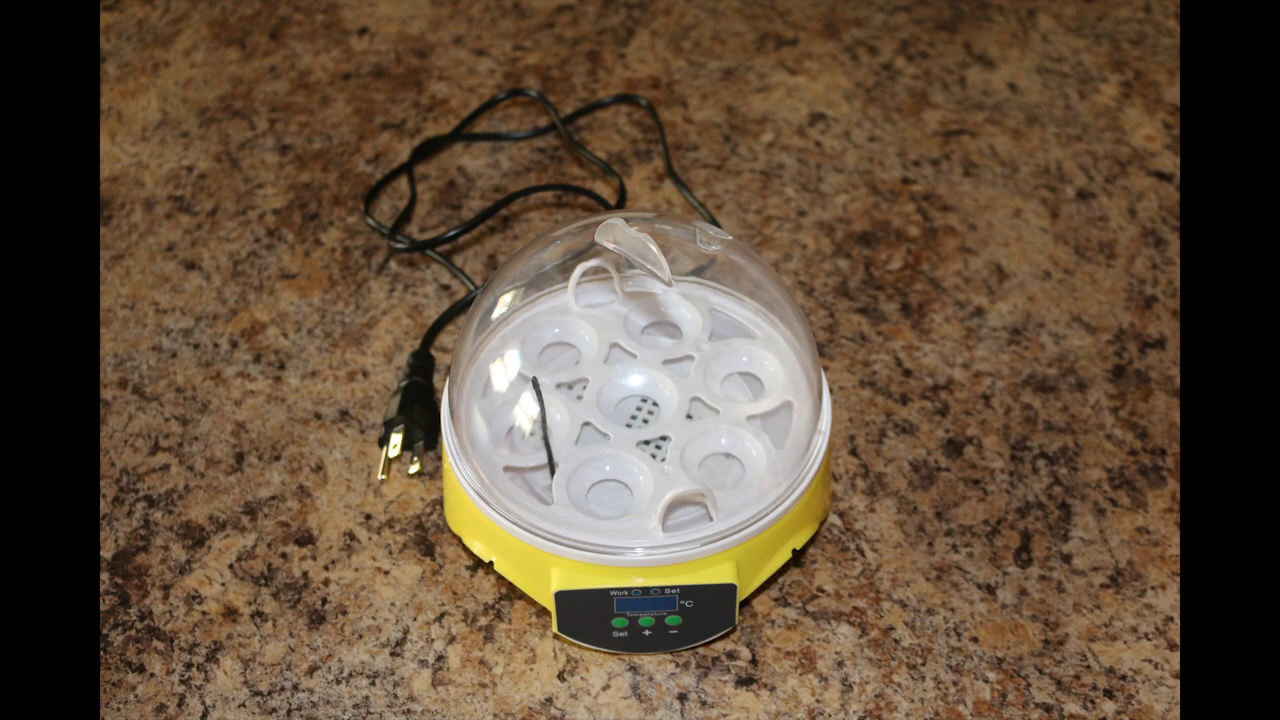 Work Set
°C
Temperature
Set + −